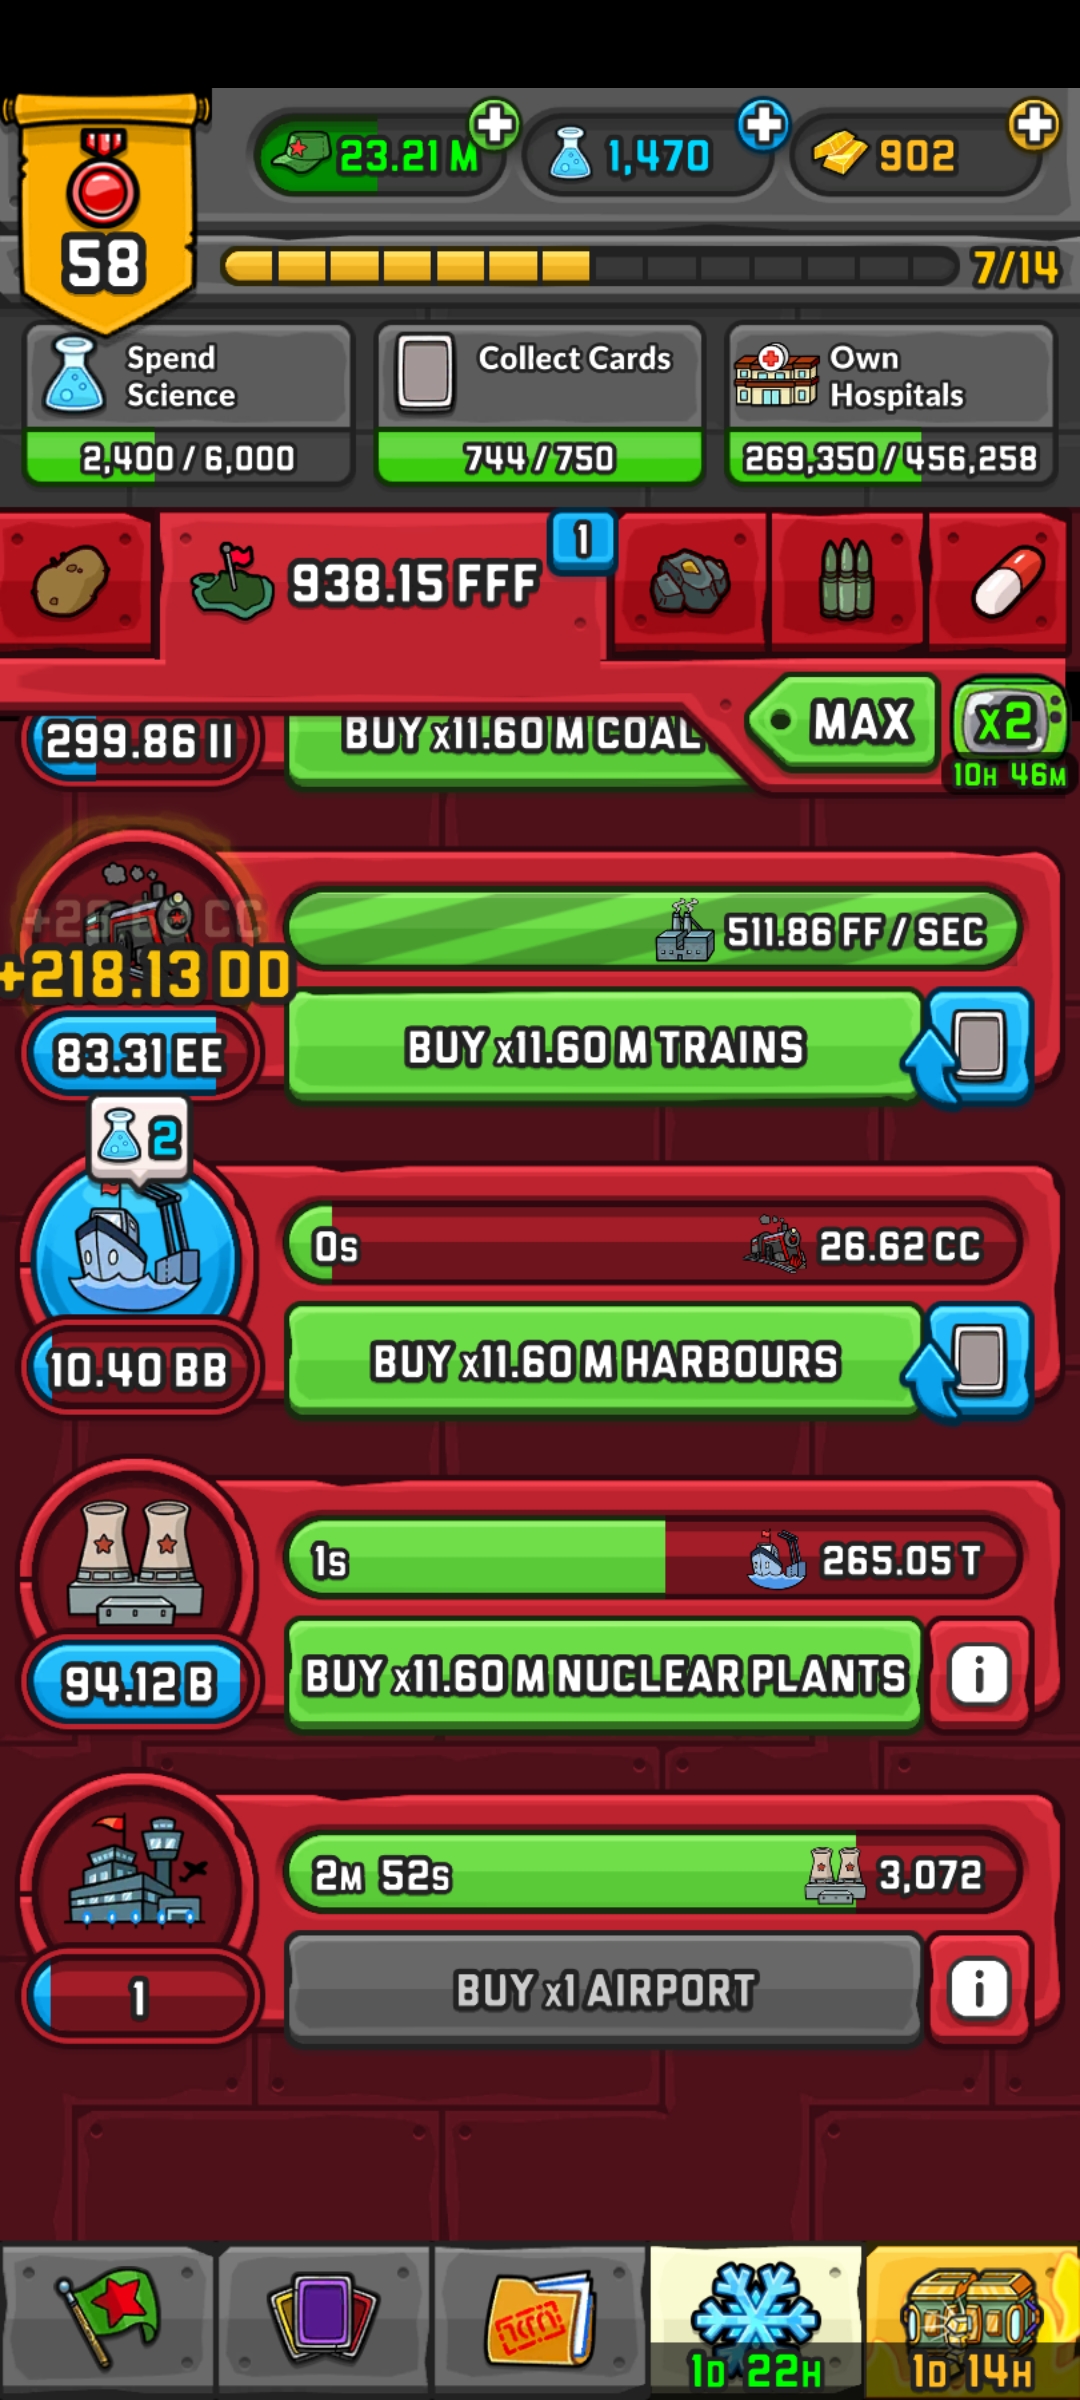 58
23.21 M
1,470
902
7/14
Spend
Science
2,400 / 6,000
Collect Cards
744 / 750
Own
Hospitals
269,350 / 456,258
938.15 FFF
1
MAX
x2
10H 46M
299.86 II
BUY x11.60 M COAL
511.86 FF / SEC
+218.13 DD
83.31 EE
BUY x11.60 M TRAINS
2
0s
26.62 CC
10.40 BB
BUY x11.60 M HARBOURS
1s
265.05 T
94.12 B
BUY x11.60 M NUCLEAR PLANTS
i
2M 52s
3,072
1
BUY x1 AIRPORT
i
1D 22H
1D 14H